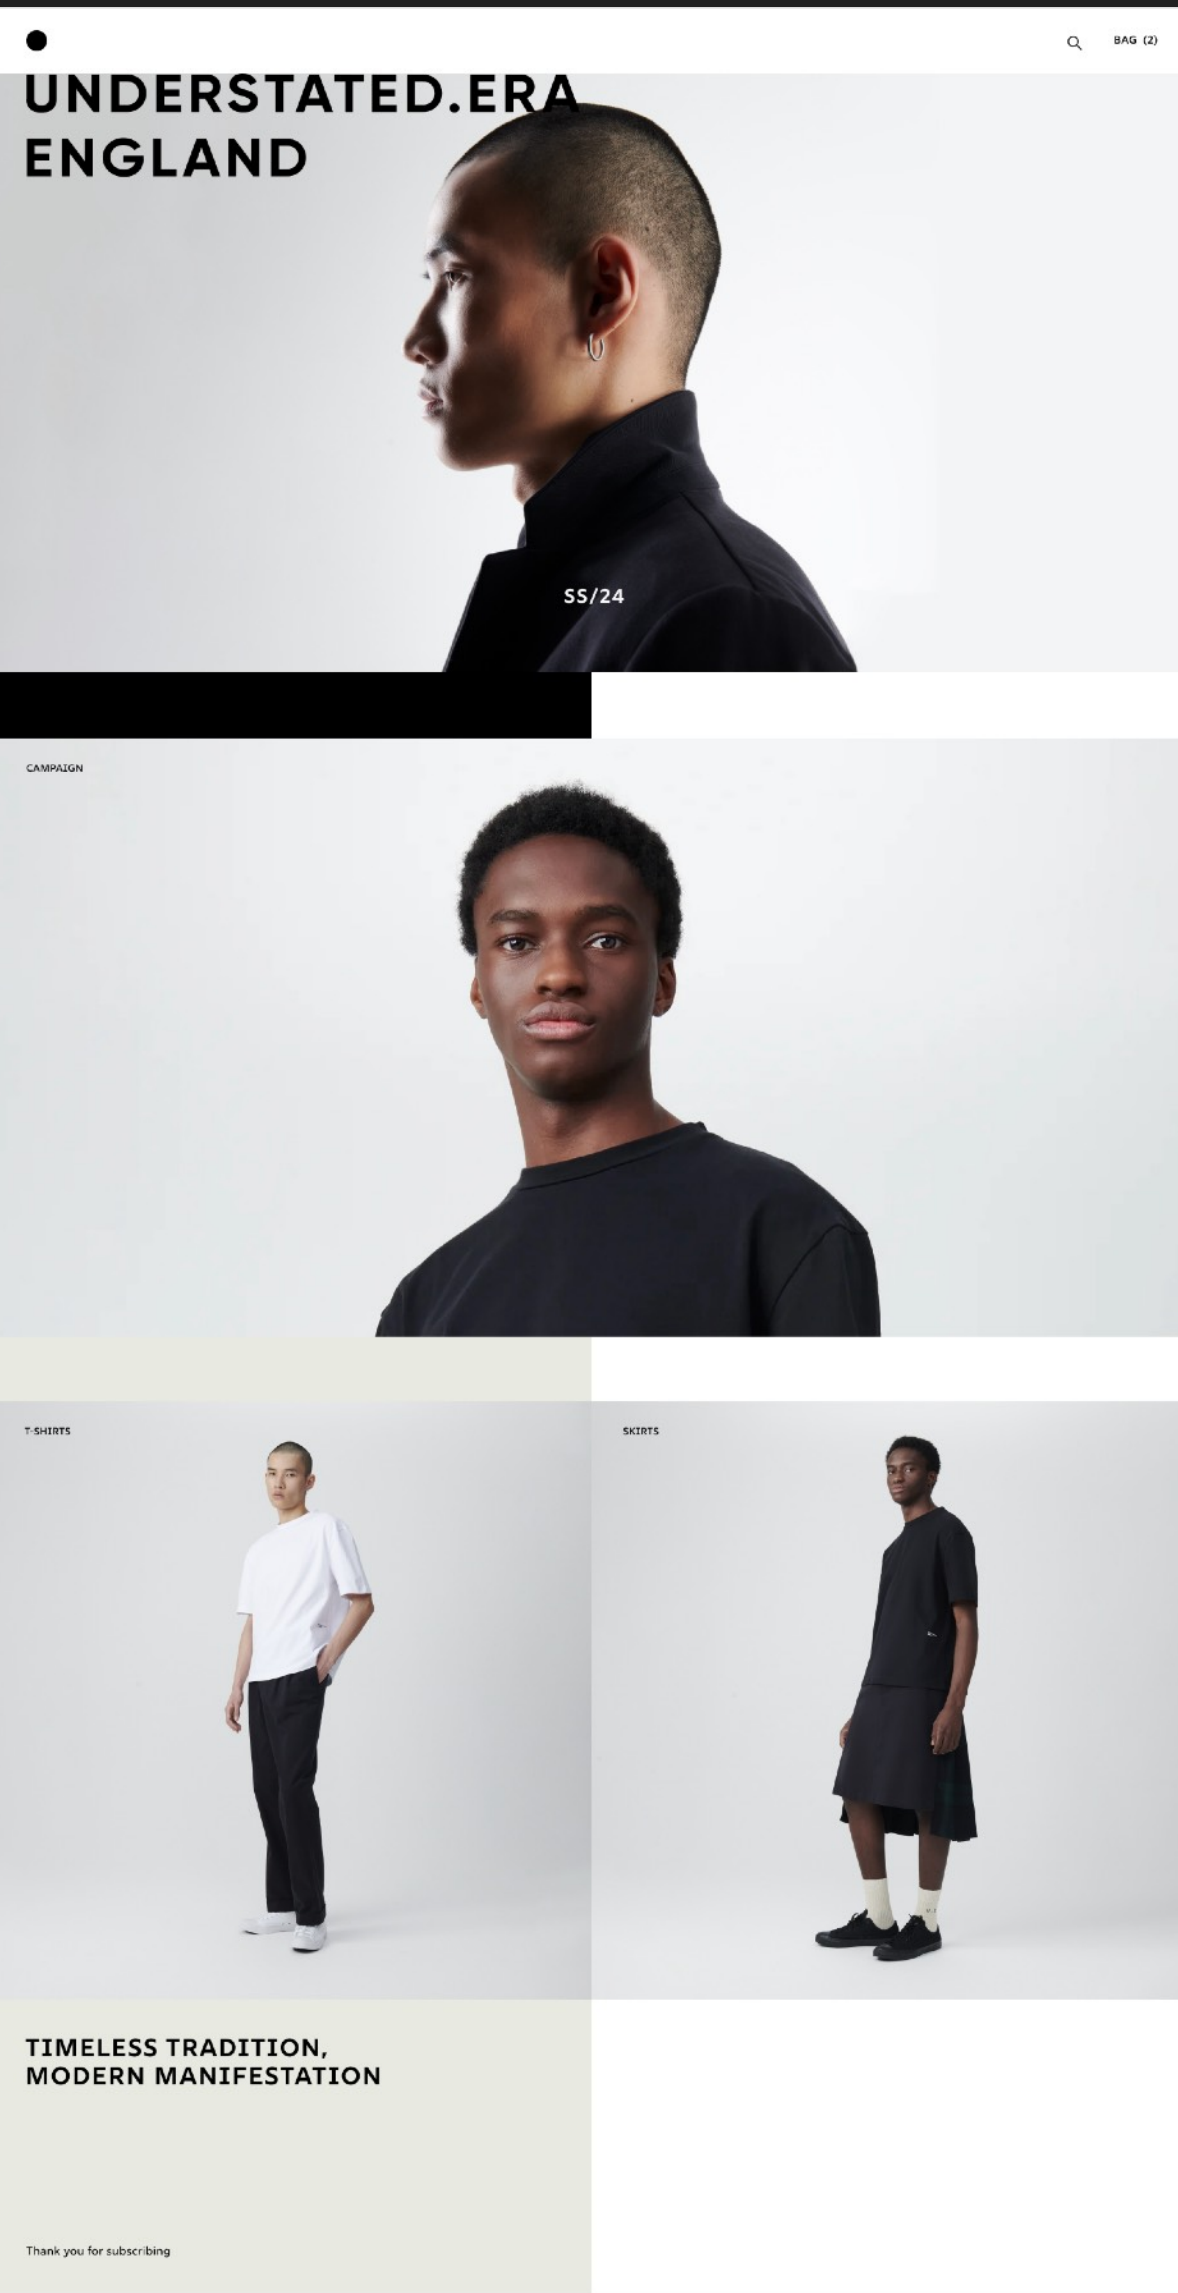 BAG (2)
UNDERSTATED.ERA
ENGLAND
SS/24
CAMPAIGN
T-SHIRTS
SKIRTS
TIMELESS TRADITION,
MODERN MANIFESTATION
Thank you for subscribing